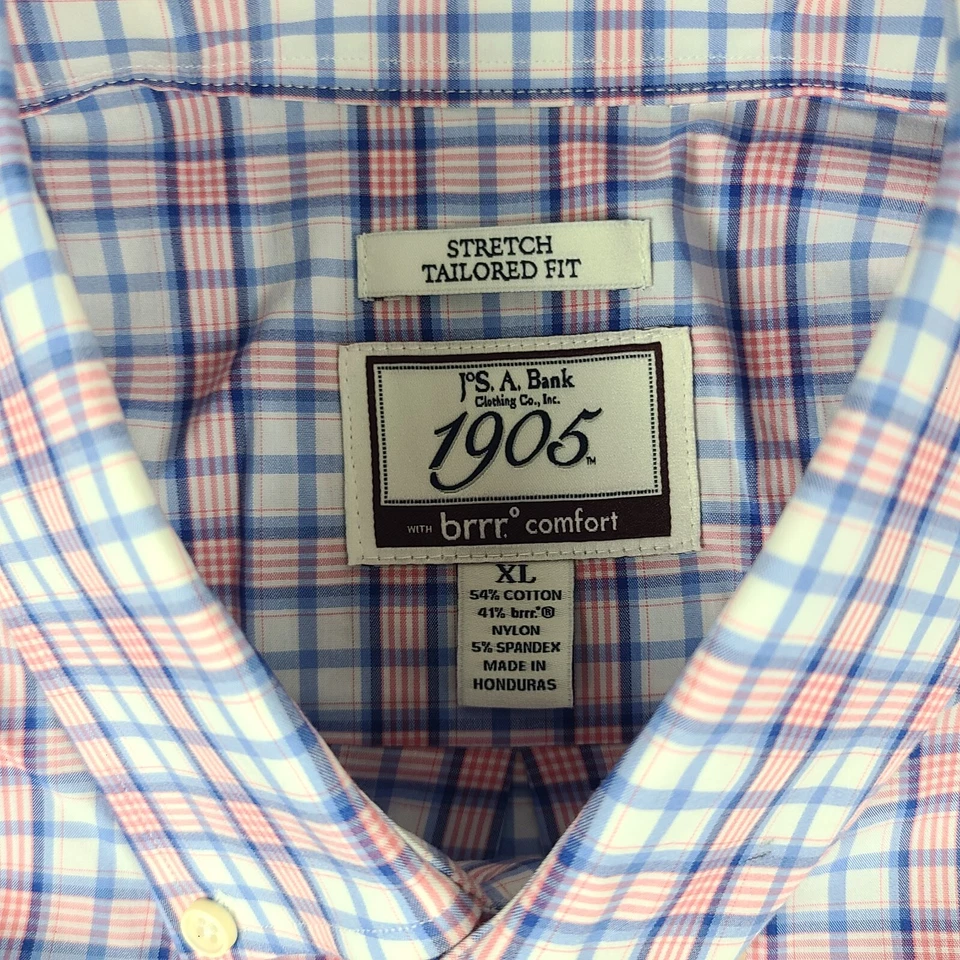 STRETCH
TAILORED FIT
JoS. A. Bank
Clothing Co., Inc.
1905™
WITH brrr.° comfort
XL
54% COTTON
41% brrr.°®
NYLON
5% SPANDEX
MADE IN
HONDURAS